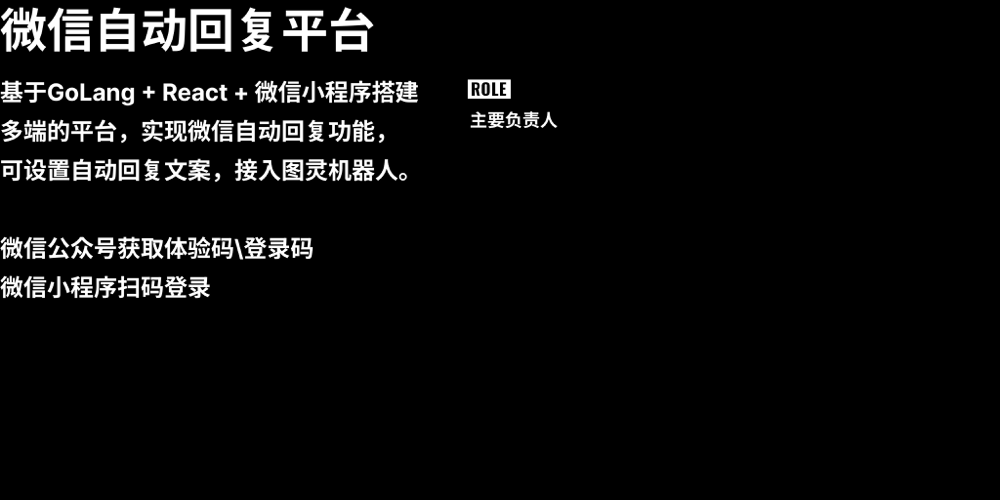 微信自动回复平台
基于GoLang + React + 微信小程序搭建
多端的平台，实现微信自动回复功能，
可设置自动回复文案，接入图灵机器人。
微信公众号获取体验码\登录码
微信小程序扫码登录
ROLE
主要负责人